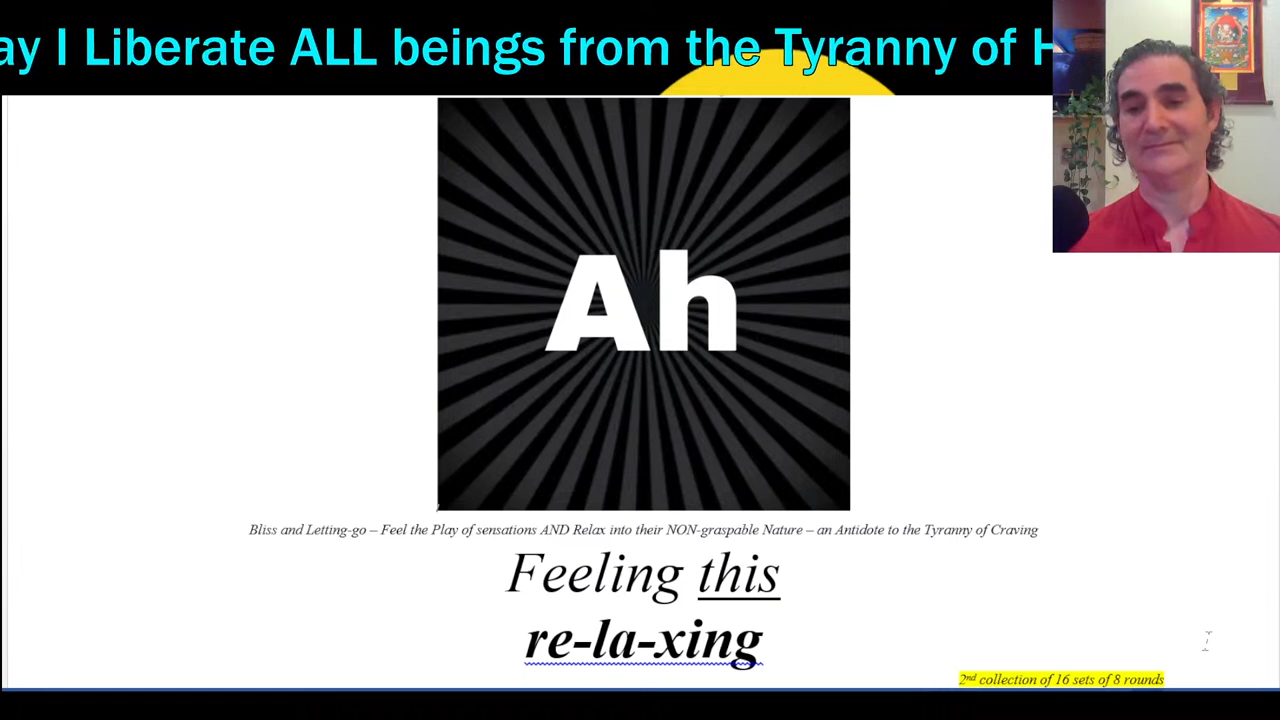 ay I Liberate ALL beings from the Tyranny of H
Ah
Bliss and Letting-go – Feel the Play of sensations AND Relax into their NON-graspable Nature – an Antidote to the Tyranny of Craving
Feeling this
re-la-xing
2nd collection of 16 sets of 8 rounds